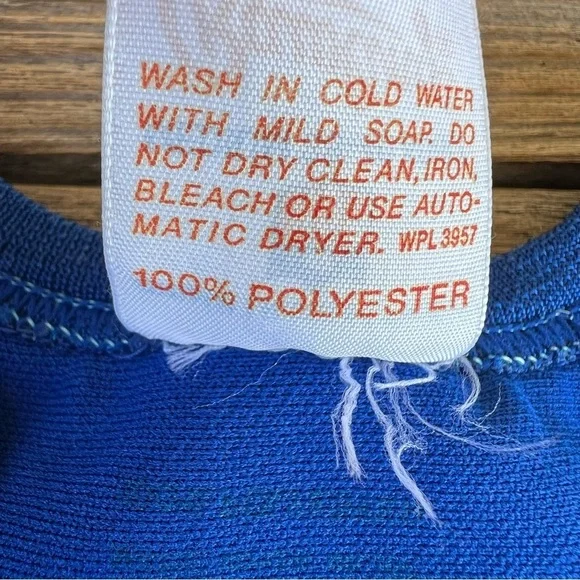 WASH IN COLD WATER
WITH MILD SOAP. DO
NOT DRY CLEAN, IRON,
BLEACH OR USE AUTO-
MATIC DRYER. WPL 3957
100% POLYESTER